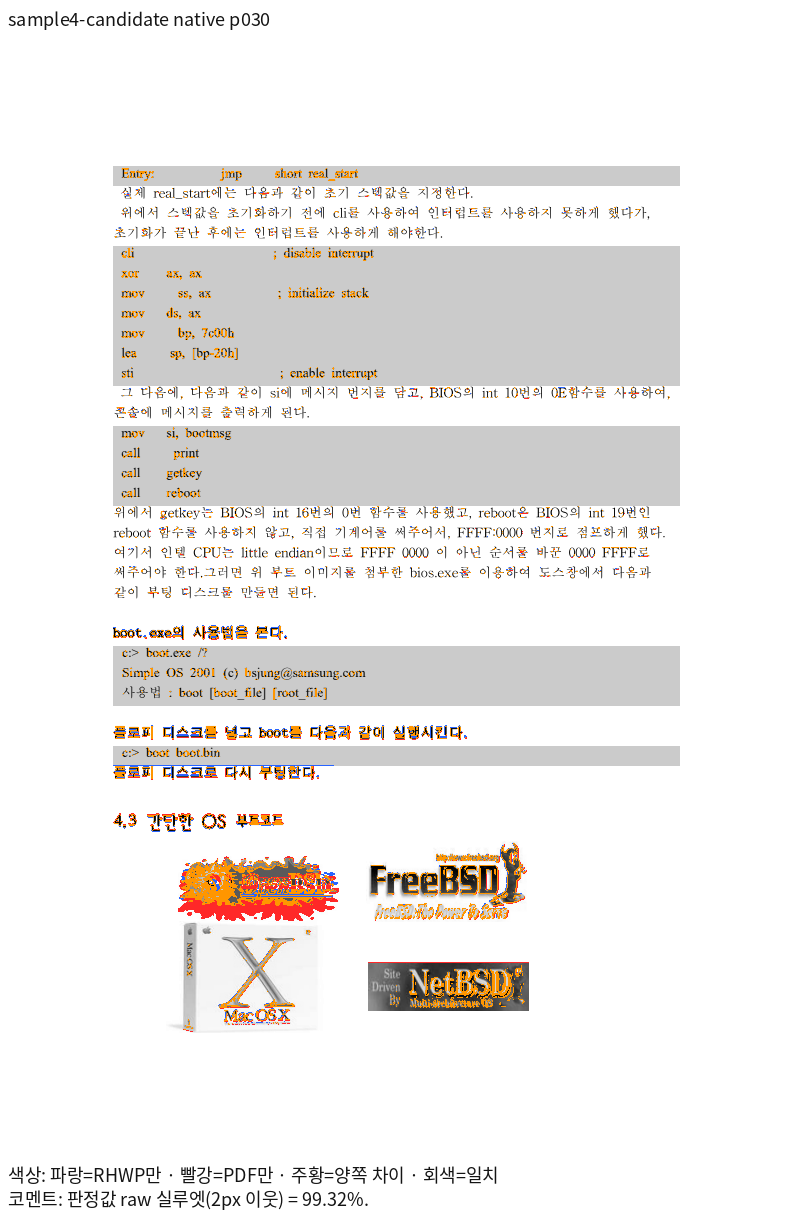 sample4-candidate native p030
Entry: jmp short real_start
실제 real_start에는 다음과 같이 초기 스텍값을 지정한다.
위에서 스텍값을 초기화하기 전에 cli를 사용하여 인터럽트를 사용하지 못하게 했다가,
초기화가 끝난 후에는 인터럽트를 사용하게 해야한다.
cli ; disable interrupt
xor ax, ax
mov ss, ax ; initialize stack
mov ds, ax
mov bp, 7c00h
lea sp, [bp-20h]
sti ; enable interrupt
그 다음에, 다음과 같이 si에 메시지 번지를 담고, BIOS의 int 10번의 0E함수를 사용하여,
콘솔에 메시지를 출력하게 된다.
mov si, bootmsg
call print
call getkey
call reboot
위에서 getkey는 BIOS의 int 16번의 0번 함수를 사용했고, reboot은 BIOS의 int 19번인
reboot 함수를 사용하지 않고, 직접 기계어를 써주어서, FFFF:0000 번지로 점프하게 했다.
여기서 인텔 CPU는 little endian이므로 FFFF 0000 이 아닌 순서를 바꾼 0000 FFFF로
써주어야 한다.그러면 위 부트 이미지를 첨부한 bios.exe를 이용하여 도스창에서 다음과
같이 부팅 디스크를 만들면 된다.
boot.exe의 사용법을 본다.
c:> boot.exe /?
Simple OS 2001 (c) bsjung@samsung.com
사용법 : boot [boot_file] [root_file]
플로피 디스크를 넣고 boot를 다음과 같이 실행시킨다.
c:> boot boot.bin
플로피 디스크로 다시 부팅한다.
4.3 간단한 OS 부트코드
FreeBSD
FreeBSD:The Power To Serve
Mac OS X
X
Mac OS X
Site
Driven
By
NetBSD
Multi-Architecture OS
색상: 파랑=RHWP만 · 빨강=PDF만 · 주황=양쪽 차이 · 회색=일치
코멘트: 판정값 raw 실루엣(2px 이웃) = 99.32%.